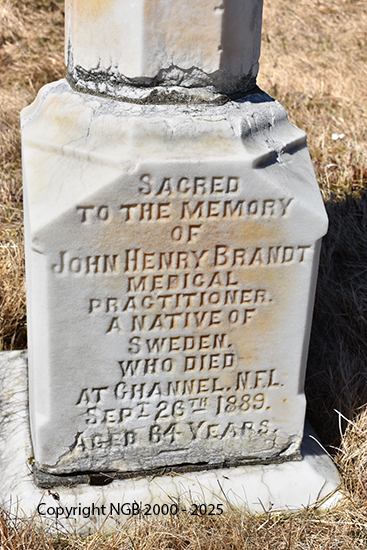 SACRED
TO THE MEMORY
OF
JOHN HENRY BRANDT
MEDICAL
PRACTITIONER.
A NATIVE OF
SWEDEN.
WHO DIED
AT CHANNEL, N.F.L.
SEPT 26TH 1889.
AGED 64 YEARS.
Copyright NGB 2000 - 2025